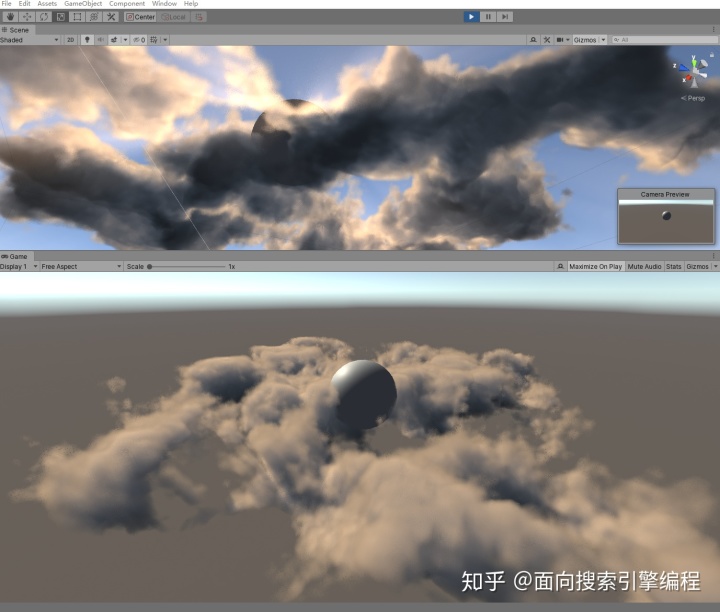 File Edit Assets GameObject Component Window Help
Center Local
Scene
Shaded 2D 0 Gizmos All
y
z
x
Persp
Camera Preview
Game
Display 1 Free Aspect Scale 1x Maximize On Play Mute Audio Stats Gizmos
知乎 @面向搜索引擎编程